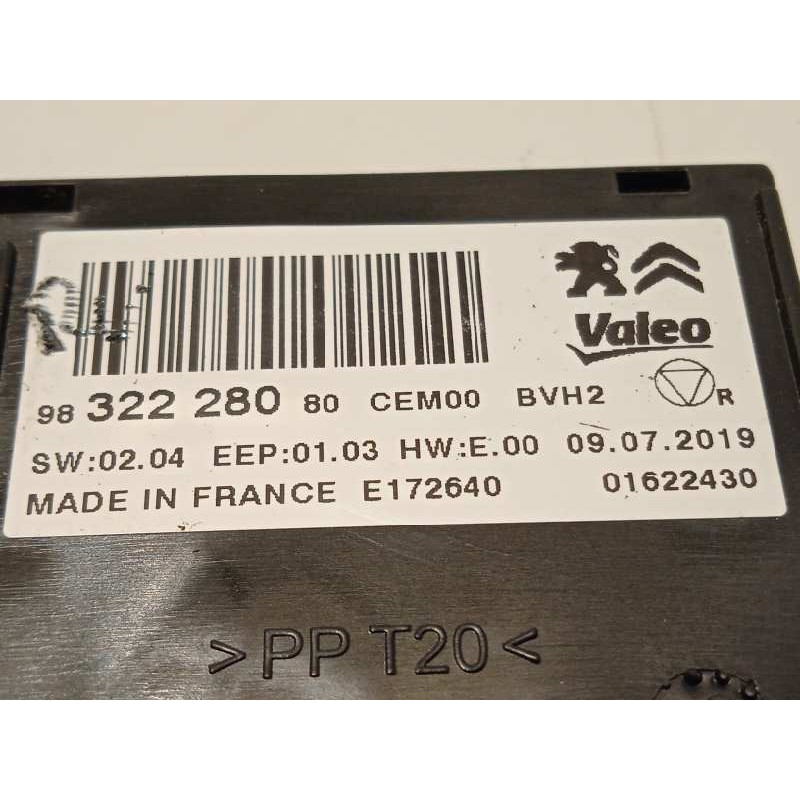 Valeo
98 322 280 80 CEM00 BVH2 R
SW:02.04 EEP:01.03 HW:E.00 09.07.2019
MADE IN FRANCE E172640 01622430
>PP T20<